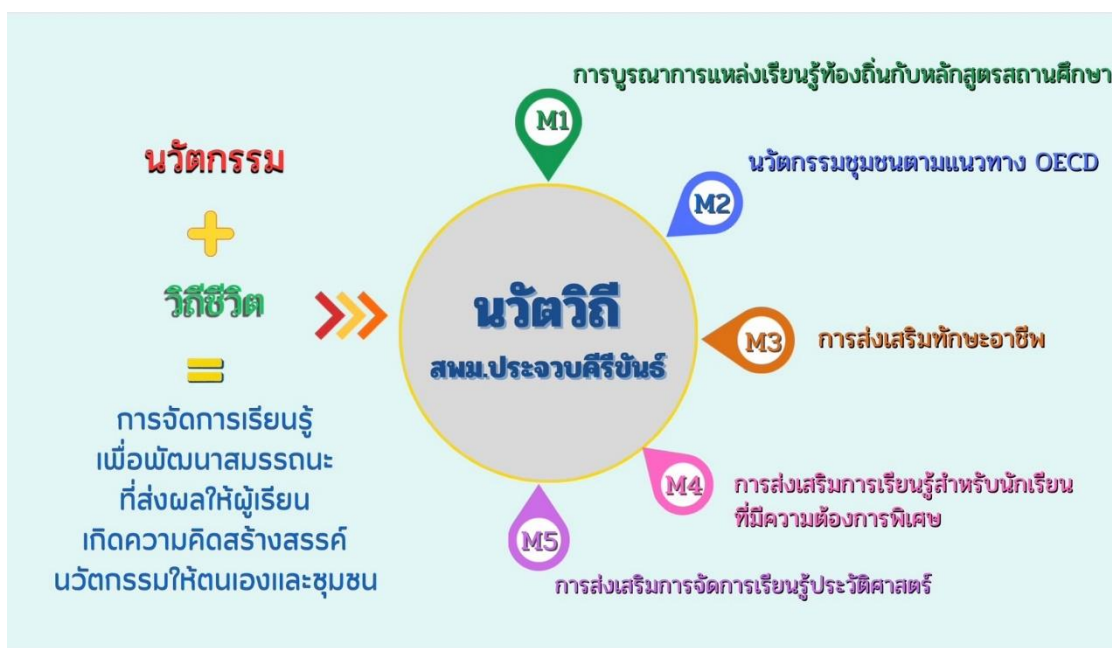 นวัตกรรม
+
วิถีชีวิต
=
การจัดการเรียนรู้
เพื่อพัฒนาสมรรถนะ
ที่ส่งผลให้ผู้เรียน
เกิดความคิดสร้างสรรค์
นวัตกรรมให้ตนเองและชุมชน
นวัตวิถี
สพม.ประจวบคีรีขันธ์
M1
การบูรณาการแหล่งเรียนรู้ท้องถิ่นกับหลักสูตรสถานศึกษา
M2
นวัตกรรมชุมชนตามแนวทาง OECD
M3
การส่งเสริมทักษะอาชีพ
M4
การส่งเสริมการเรียนรู้สำหรับนักเรียน
ที่มีความต้องการพิเศษ
M5
การส่งเสริมการจัดการเรียนรู้ประวัติศาสตร์